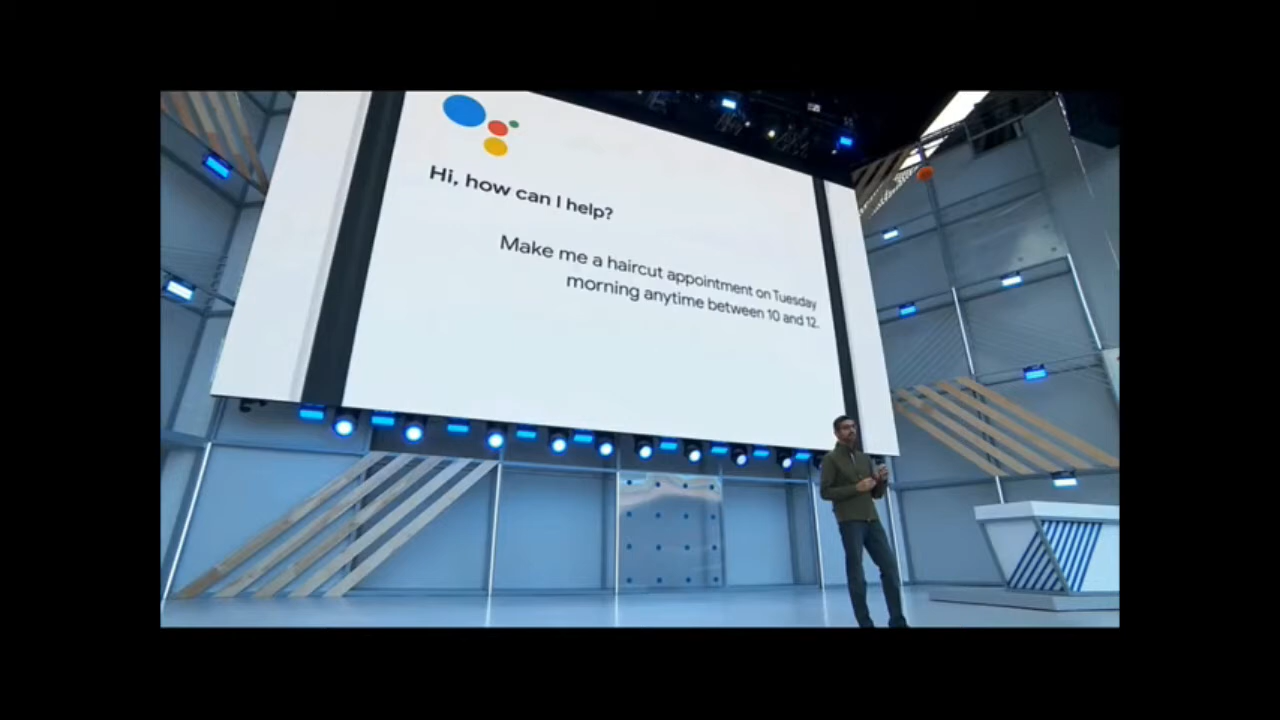 Hi, how can I help?
Make me a haircut appointment on Tuesday
morning anytime between 10 and 12.